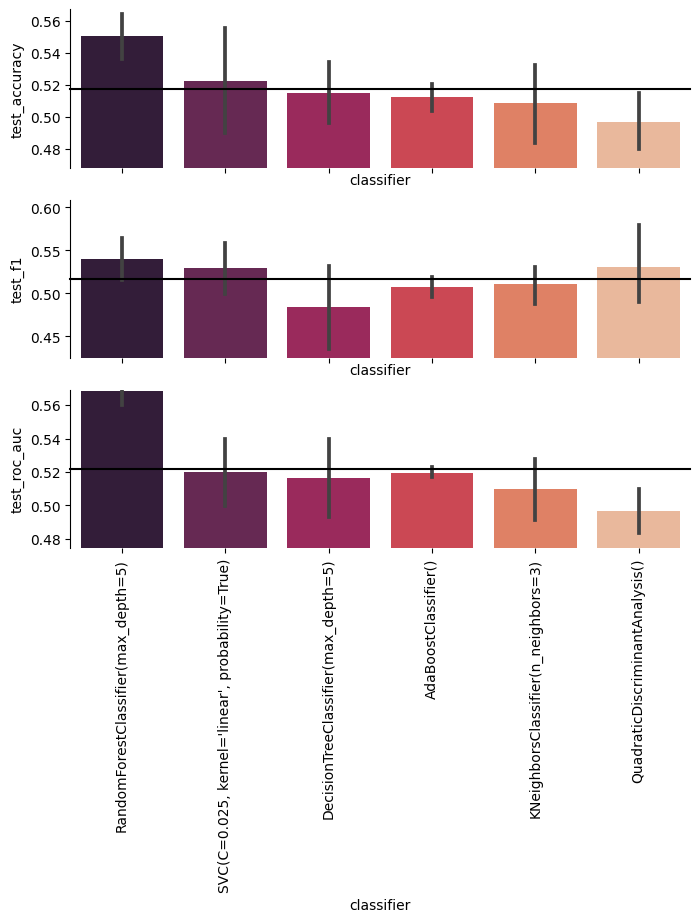 test_accuracy
0.56
0.54
0.52
0.50
0.48
classifier
test_f1
0.60
0.55
0.50
0.45
classifier
test_roc_auc
0.56
0.54
0.52
0.50
0.48
RandomForestClassifier(max_depth=5)
SVC(C=0.025, kernel='linear', probability=True)
DecisionTreeClassifier(max_depth=5)
AdaBoostClassifier()
KNeighborsClassifier(n_neighbors=3)
QuadraticDiscriminantAnalysis()
classifier